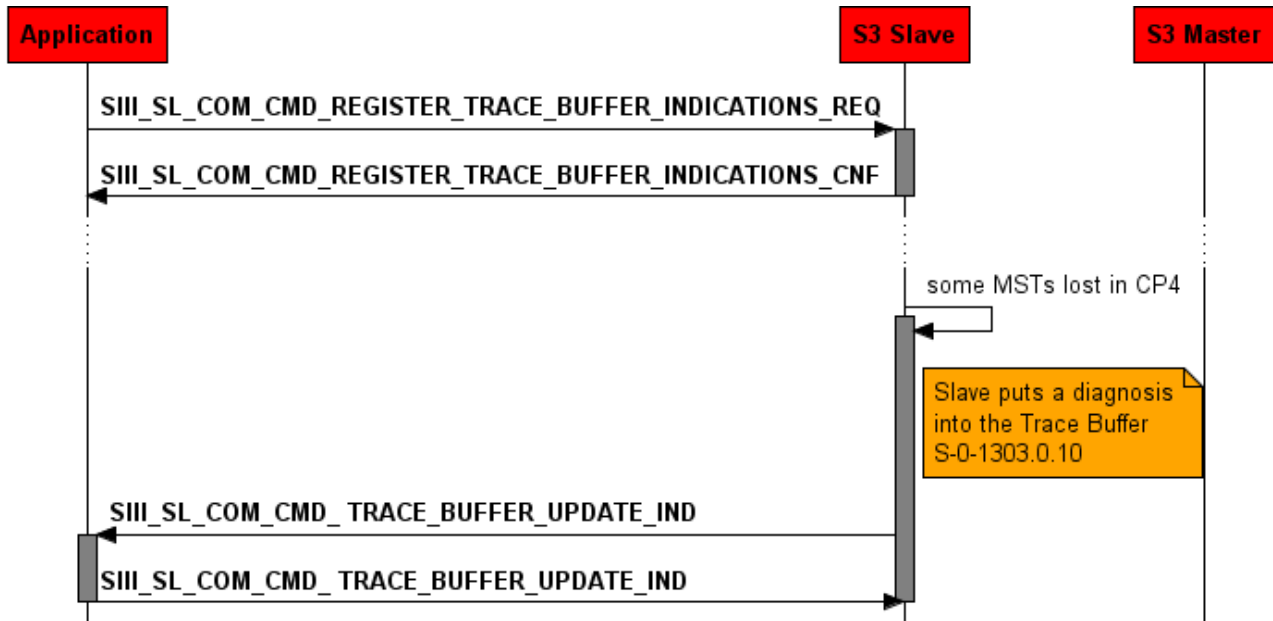 Application
S3 Slave
S3 Master
SIII_SL_COM_CMD_REGISTER_TRACE_BUFFER_INDICATIONS_REQ
SIII_SL_COM_CMD_REGISTER_TRACE_BUFFER_INDICATIONS_CNF
some MSTs lost in CP4
Slave puts a diagnosis
into the Trace Buffer
S-0-1303.0.10
SIII_SL_COM_CMD_ TRACE_BUFFER_UPDATE_IND
SIII_SL_COM_CMD_ TRACE_BUFFER_UPDATE_IND